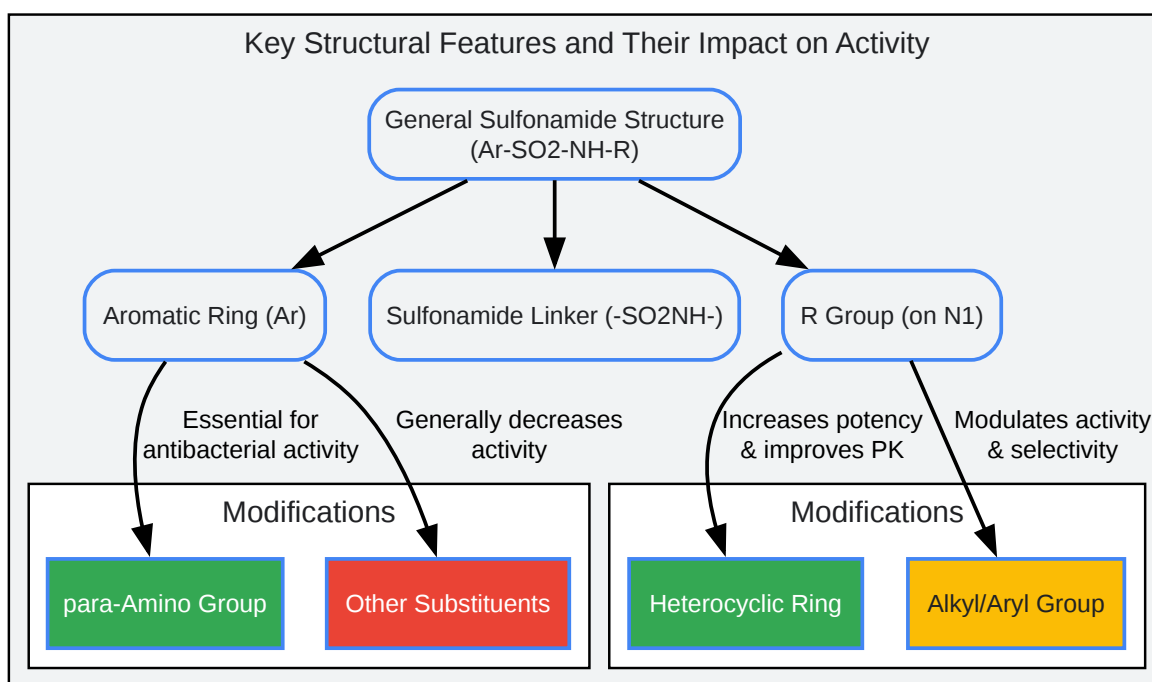 Key Structural Features and Their Impact on Activity
General Sulfonamide Structure
(Ar-SO2-NH-R)
Aromatic Ring (Ar)
Sulfonamide Linker (-SO2NH-)
R Group (on N1)
Essential for
antibacterial activity
Generally decreases
activity
Increases potency
& improves PK
Modulates activity
& selectivity
Modifications
para-Amino Group
Other Substituents
Modifications
Heterocyclic Ring
Alkyl/Aryl Group